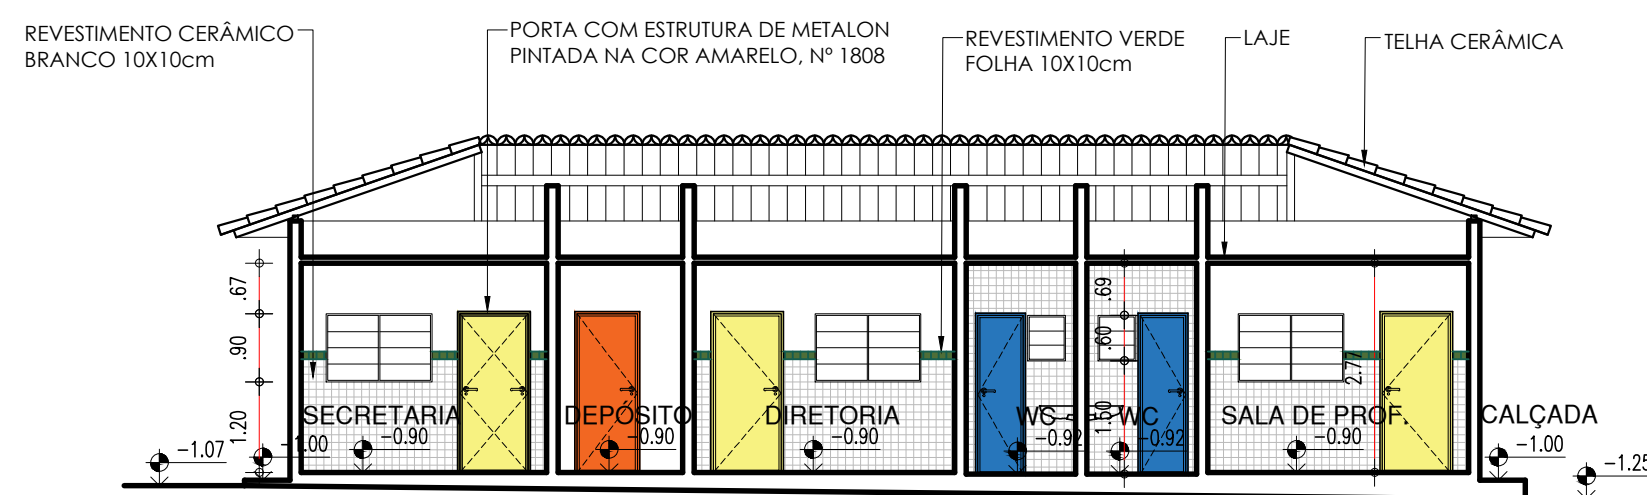 REVESTIMENTO CERÂMICO
BRANCO 10X10cm
PORTA COM ESTRUTURA DE METALON
PINTADA NA COR AMARELO, Nº 1808
REVESTIMENTO VERDE
FOLHA 10X10cm
LAJE
TELHA CERÂMICA
.67
.90
1.20
.69
.60
1.50
2.77
SECRETARIA
DEPÓSITO
DIRETORIA
WC
WC
SALA DE PROF.
CALÇADA
-1.07
-1.00
-0.90
-0.90
-0.90
-0.92
-0.92
-0.90
-1.00
-1.25